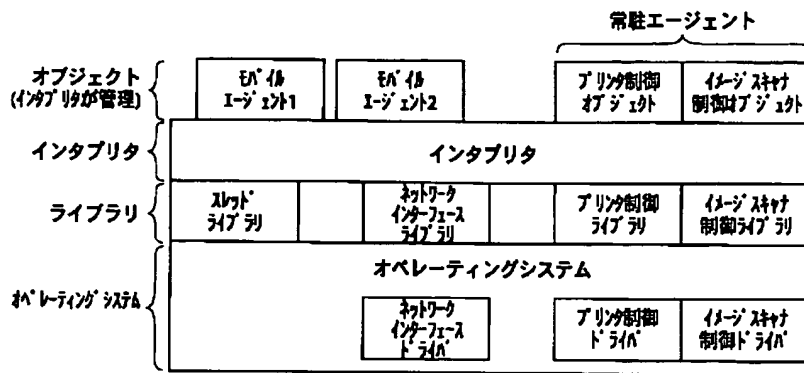 常駐エージェント
オブジェクト
(インタプリタが管理)
モバイル
エージェント1
モバイル
エージェント2
プリンタ制御
オブジェクト
イメージスキャナ
制御オブジェクト
インタプリタ
インタプリタ
ライブラリ
スレッド
ライブラリ
ネットワーク
インターフェース
ライブラリ
プリンタ制御
ライブラリ
イメージスキャナ
制御ライブラリ
オペレーティングシステム
オペレーティングシステム
ネットワーク
インターフェース
ドライバ
プリンタ制御
ドライバ
イメージスキャナ
制御ドライバ